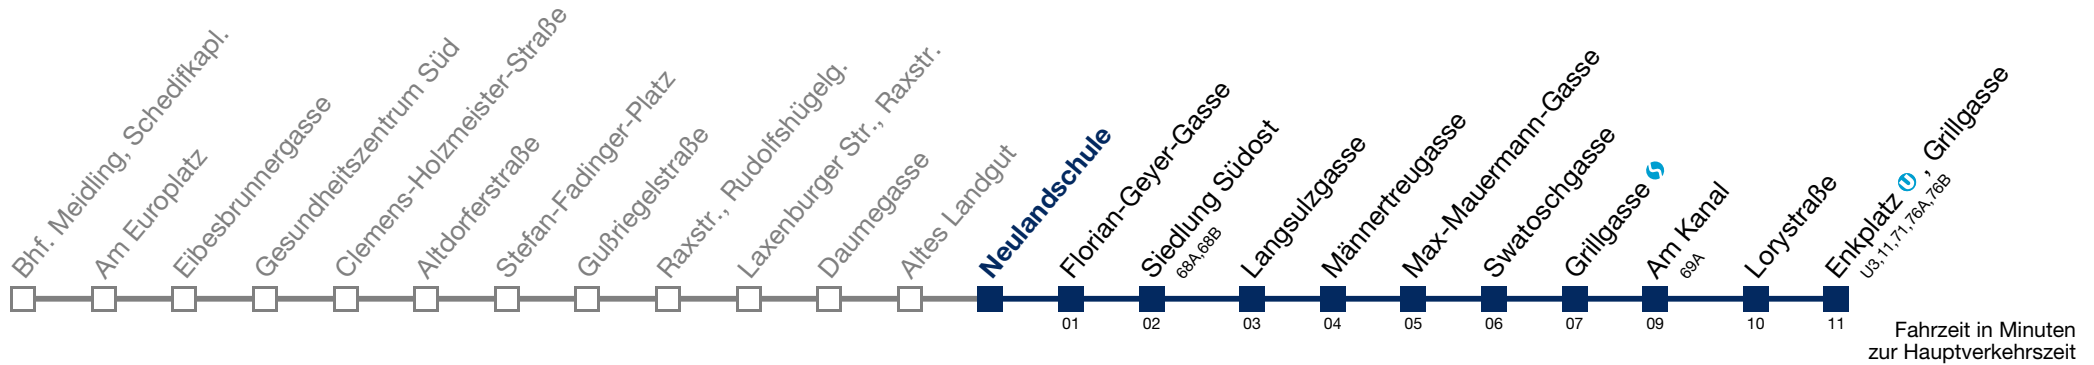 Bhf. Meidling, Schedifkapl.
Am Europlatz
Eibesbrunnergasse
Gesundheitszentrum Süd
Clemens-Holzmeister-Straße
Altdorferstraße
Stefan-Fadinger-Platz
Gußriegelstraße
Raxstr., Rudolfshügelg.
Laxenburger Str., Raxstr.
Daumegasse
Altes Landgut
Neulandschule
Florian-Geyer-Gasse
Siedlung Südost
68A,68B
Langsulzgasse
Männertreugasse
Max-Mauermann-Gasse
Swatoschgasse
Grillgasse S
Am Kanal
69A
Lorystraße
Enkplatz U, Grillgasse
U3,11,71,76A,76B
01 02 03 04 05 06 07 09 10 11
Fahrzeit in Minuten
zur Hauptverkehrszeit